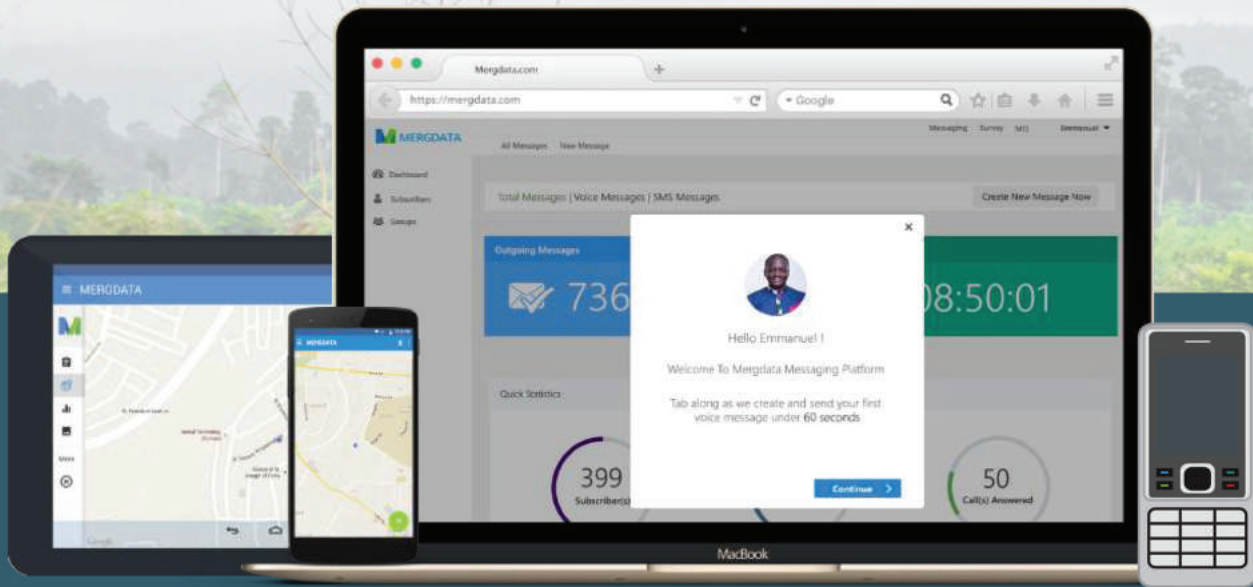 Mergdata.com
https://mergdata.com
Google
MERGDATA
All Messages New Message
Messaging Survey
Emmanuel
Dashboard
Subscribers
Groups
Total Messages | Voice Messages | SMS Messages
Create New Message Now
Outgoing Messages
736
08:50:01
Hello Emmanuel !
Welcome To Mergdata Messaging Platform
Tab along as we create and send your first
voice message under 60 seconds
Continue
Quick Statistics
399
Subscriber(s)
50
Call(s) Answered
MacBook
MERGDATA
More
Google
MERGDATA